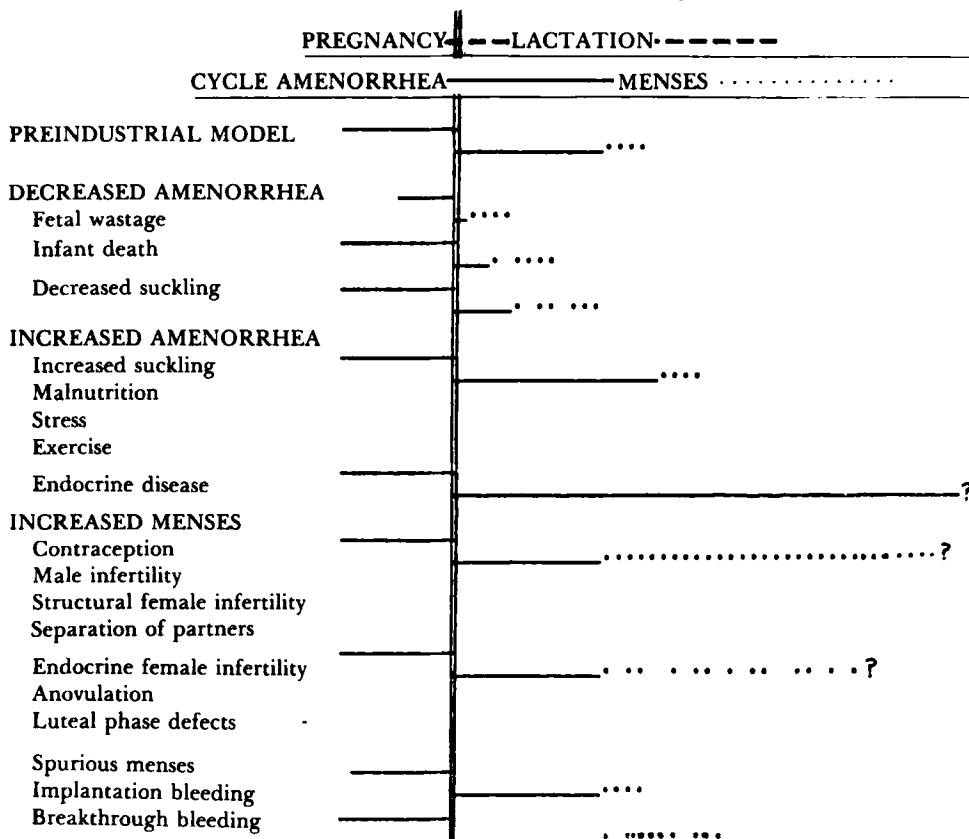 PREGNANCY LACTATION
CYCLE AMENORRHEA MENSES
PREINDUSTRIAL MODEL
DECREASED AMENORRHEA
Fetal wastage
Infant death
Decreased suckling
INCREASED AMENORRHEA
Increased suckling
Malnutrition
Stress
Exercise
Endocrine disease ?
INCREASED MENSES
Contraception ?
Male infertility
Structural female infertility
Separation of partners
Endocrine female infertility ?
Anovulation
Luteal phase defects
Spurious menses
Implantation bleeding
Breakthrough bleeding